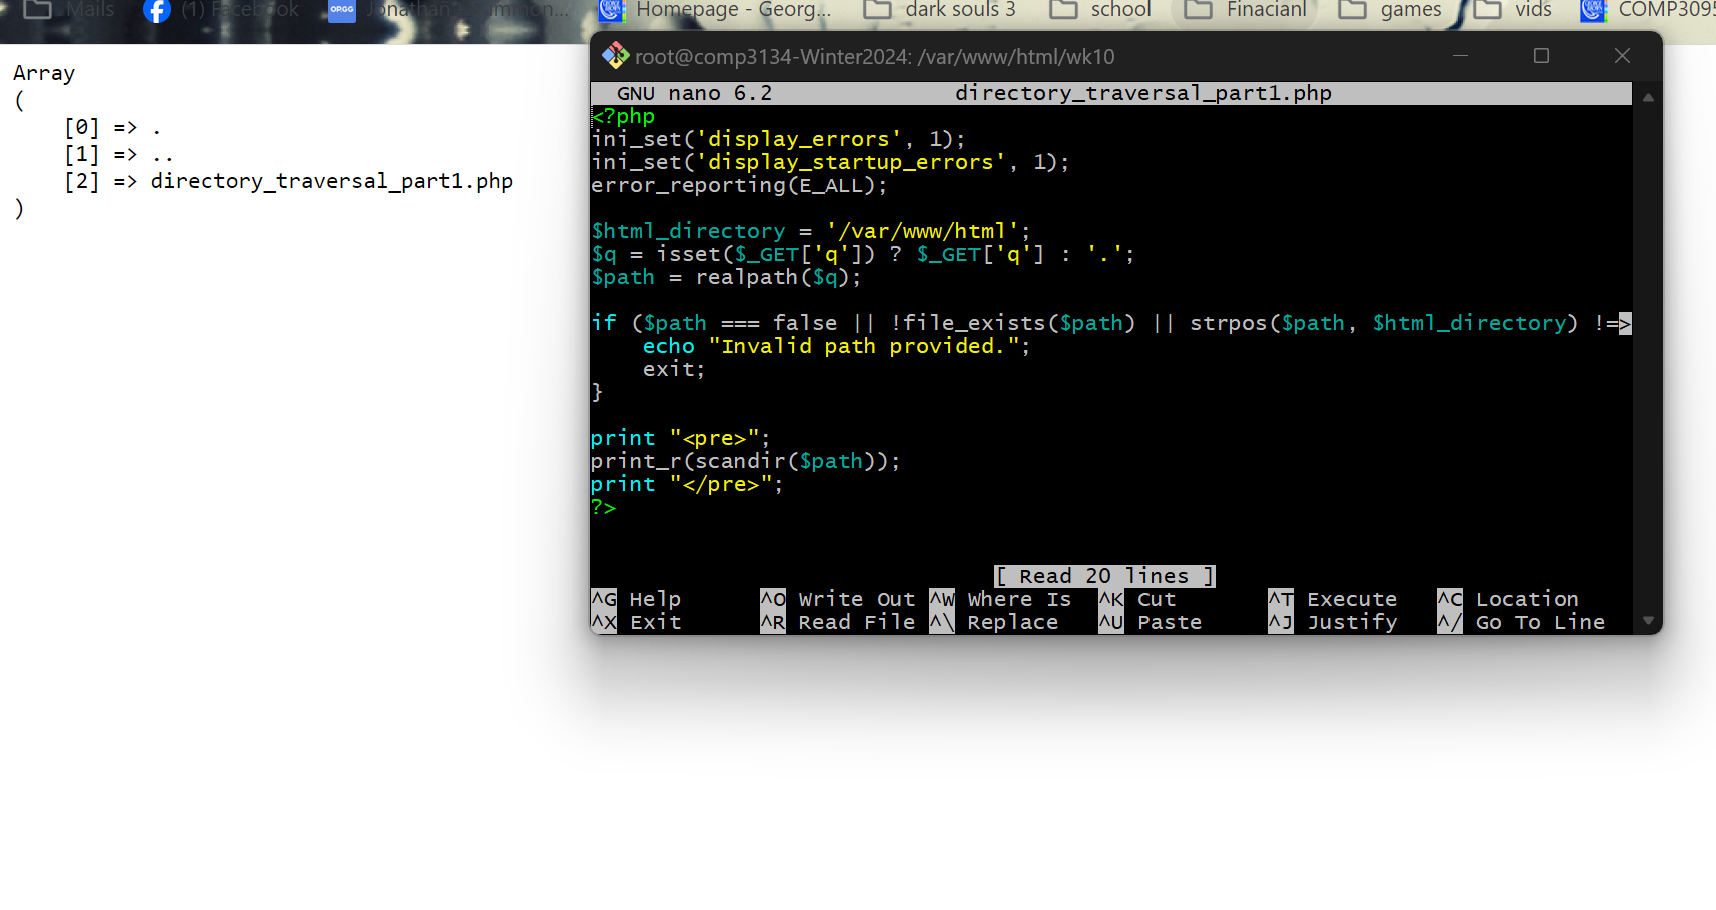 Mails (1) Facebook OPGG Jonathan Homepage - Georg... dark souls 3 school Finacianl games vids COMP3095
Array
(
    [0] => .
    [1] => ..
    [2] => directory_traversal_part1.php
)
root@comp3134-Winter2024: /var/www/html/wk10
GNU nano 6.2 directory_traversal_part1.php
<?php
ini_set('display_errors', 1);
ini_set('display_startup_errors', 1);
error_reporting(E_ALL);
$html_directory = '/var/www/html';
$q = isset($_GET['q']) ? $_GET['q'] : '.';
$path = realpath($q);
if ($path === false || !file_exists($path) || strpos($path, $html_directory) !=>
    echo "Invalid path provided.";
    exit;
}
print "<pre>";
print_r(scandir($path));
print "</pre>";
?>
[ Read 20 lines ]
^G Help ^O Write Out ^W Where Is ^K Cut ^T Execute ^C Location
^X Exit ^R Read File ^\ Replace ^U Paste ^J Justify ^/ Go To Line